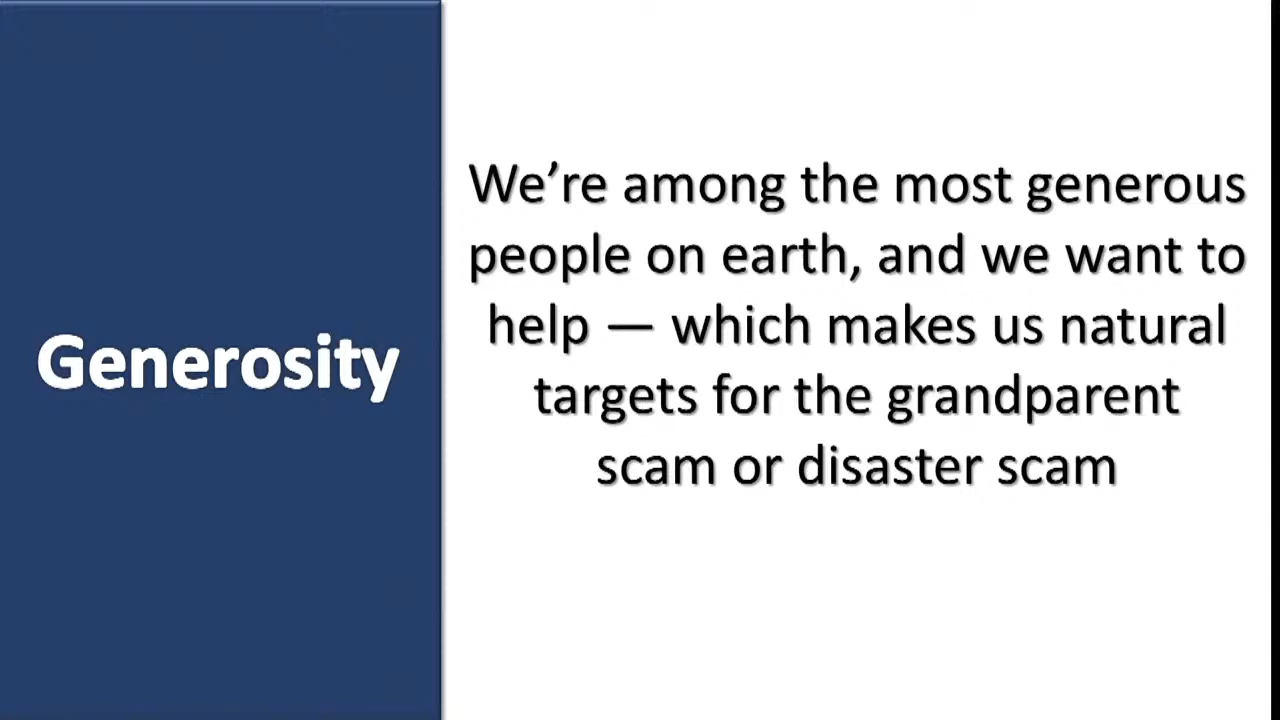 Generosity
We’re among the most generous
people on earth, and we want to
help — which makes us natural
targets for the grandparent
scam or disaster scam